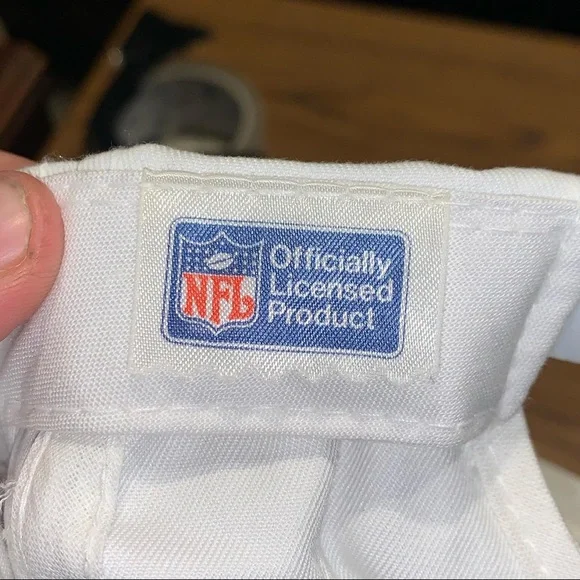 NFL
Officially
Licensed
Product